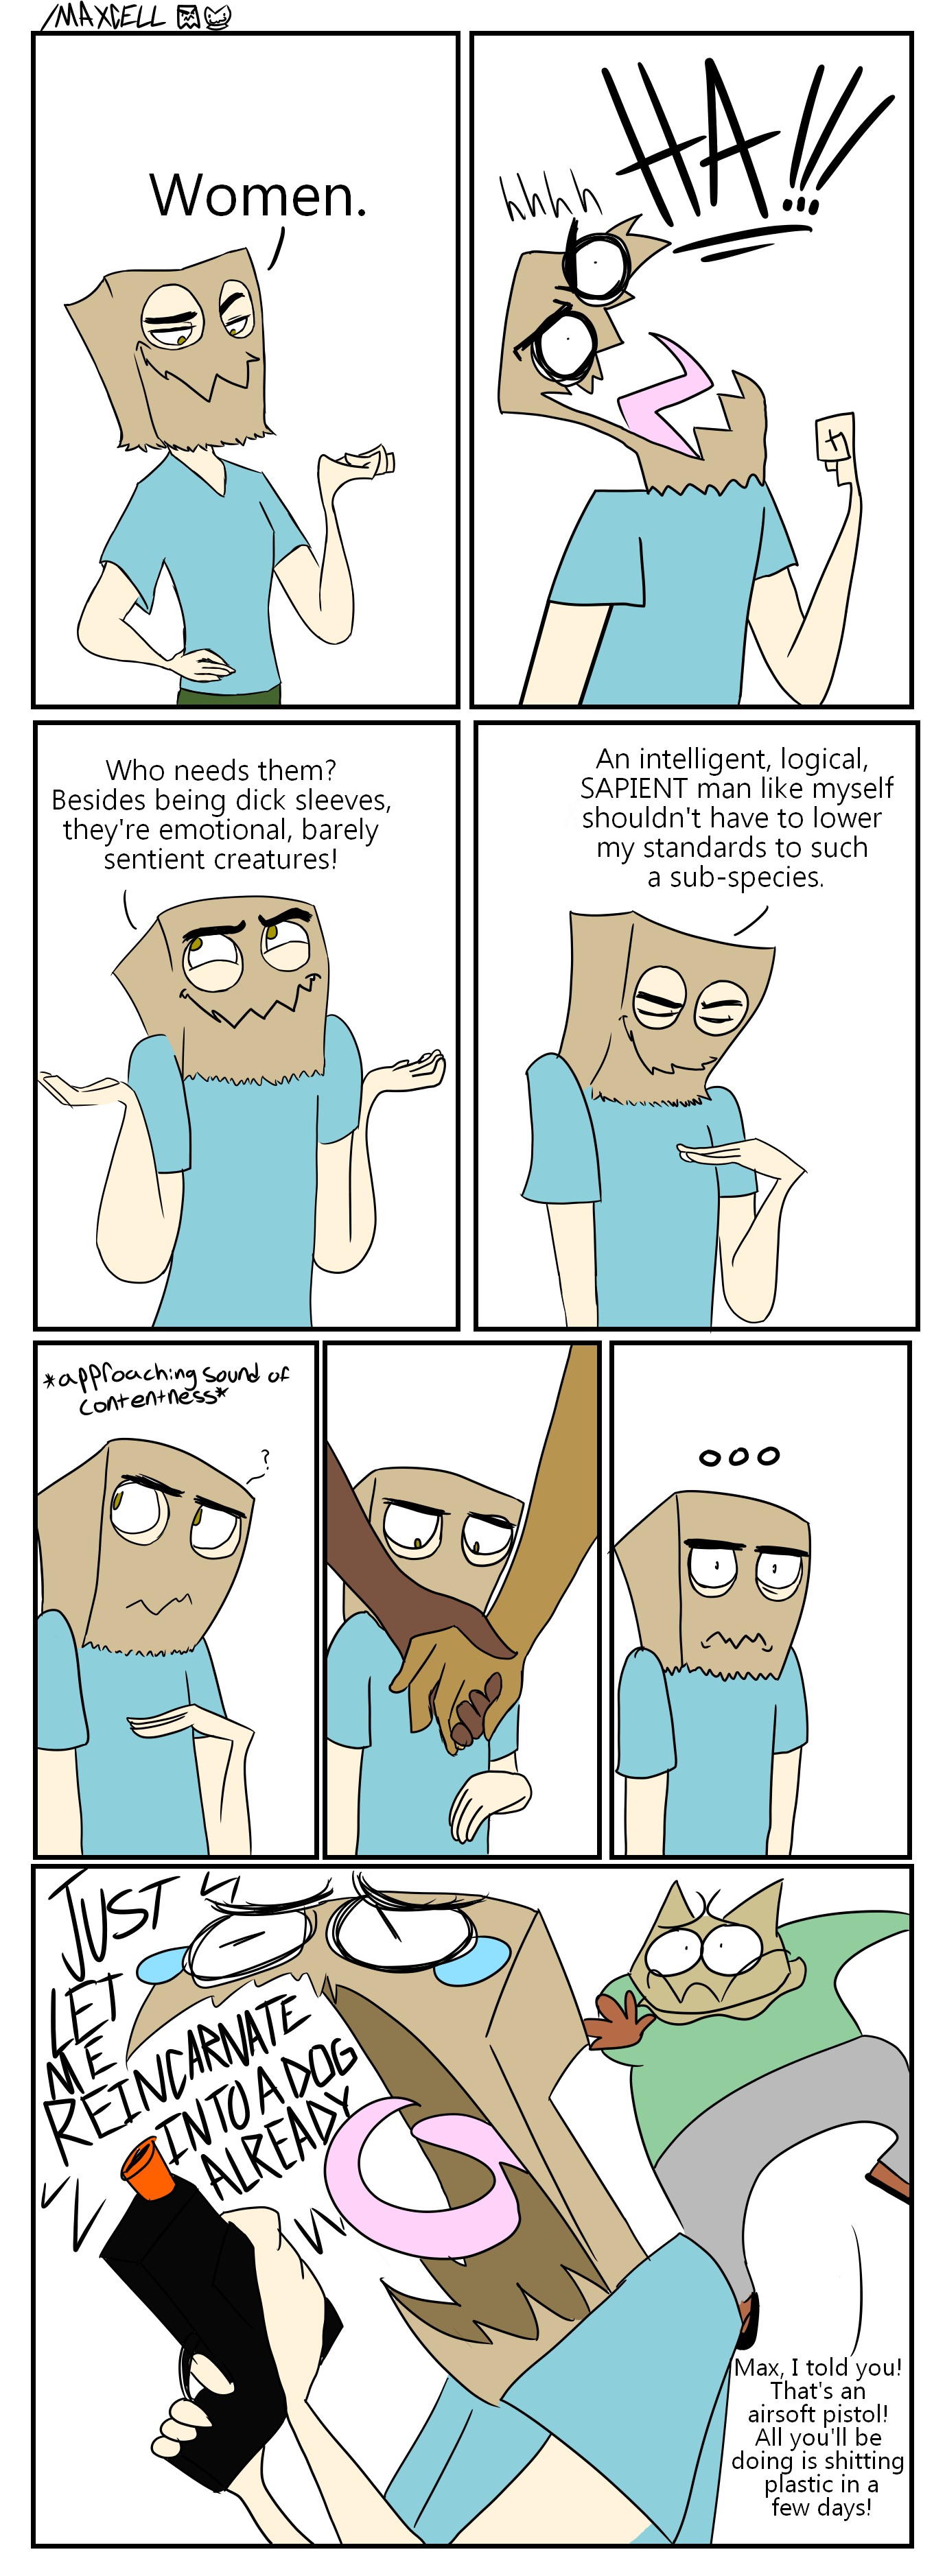 /MAXCELL
Women.
hhhh
HA!!!
Who needs them?
Besides being dick sleeves,
they're emotional, barely
sentient creatures!
An intelligent, logical,
SAPIENT man like myself
shouldn't have to lower
my standards to such
a sub-species.
*approaching sound of
contentness*
?
ooo
JUST
LET
ME
REINCARNATE
INTO A DOG
ALREADY
Max, I told you!
That's an
airsoft pistol!
All you'll be
doing is shitting
plastic in a
few days!